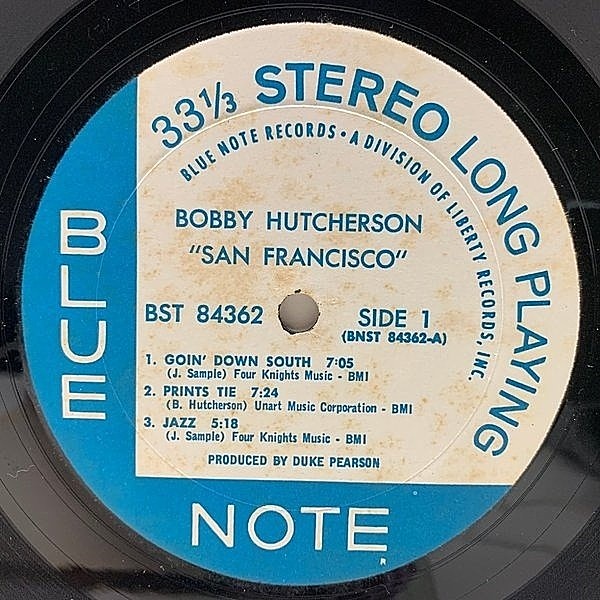 33⅓ STEREO LONG PLAYING
BLUE NOTE RECORDS • A DIVISION OF LIBERTY RECORDS, INC.
BOBBY HUTCHERSON
"SAN FRANCISCO"
BST 84362
SIDE 1
(BNST 84362-A)
1. GOIN' DOWN SOUTH 7:05
(J. Sample) Four Knights Music - BMI
2. PRINTS TIE 7:24
(B. Hutcherson) Unart Music Corporation - BMI
3. JAZZ 5:18
(J. Sample) Four Knights Music - BMI
PRODUCED BY DUKE PEARSON
BLUE
NOTE
R